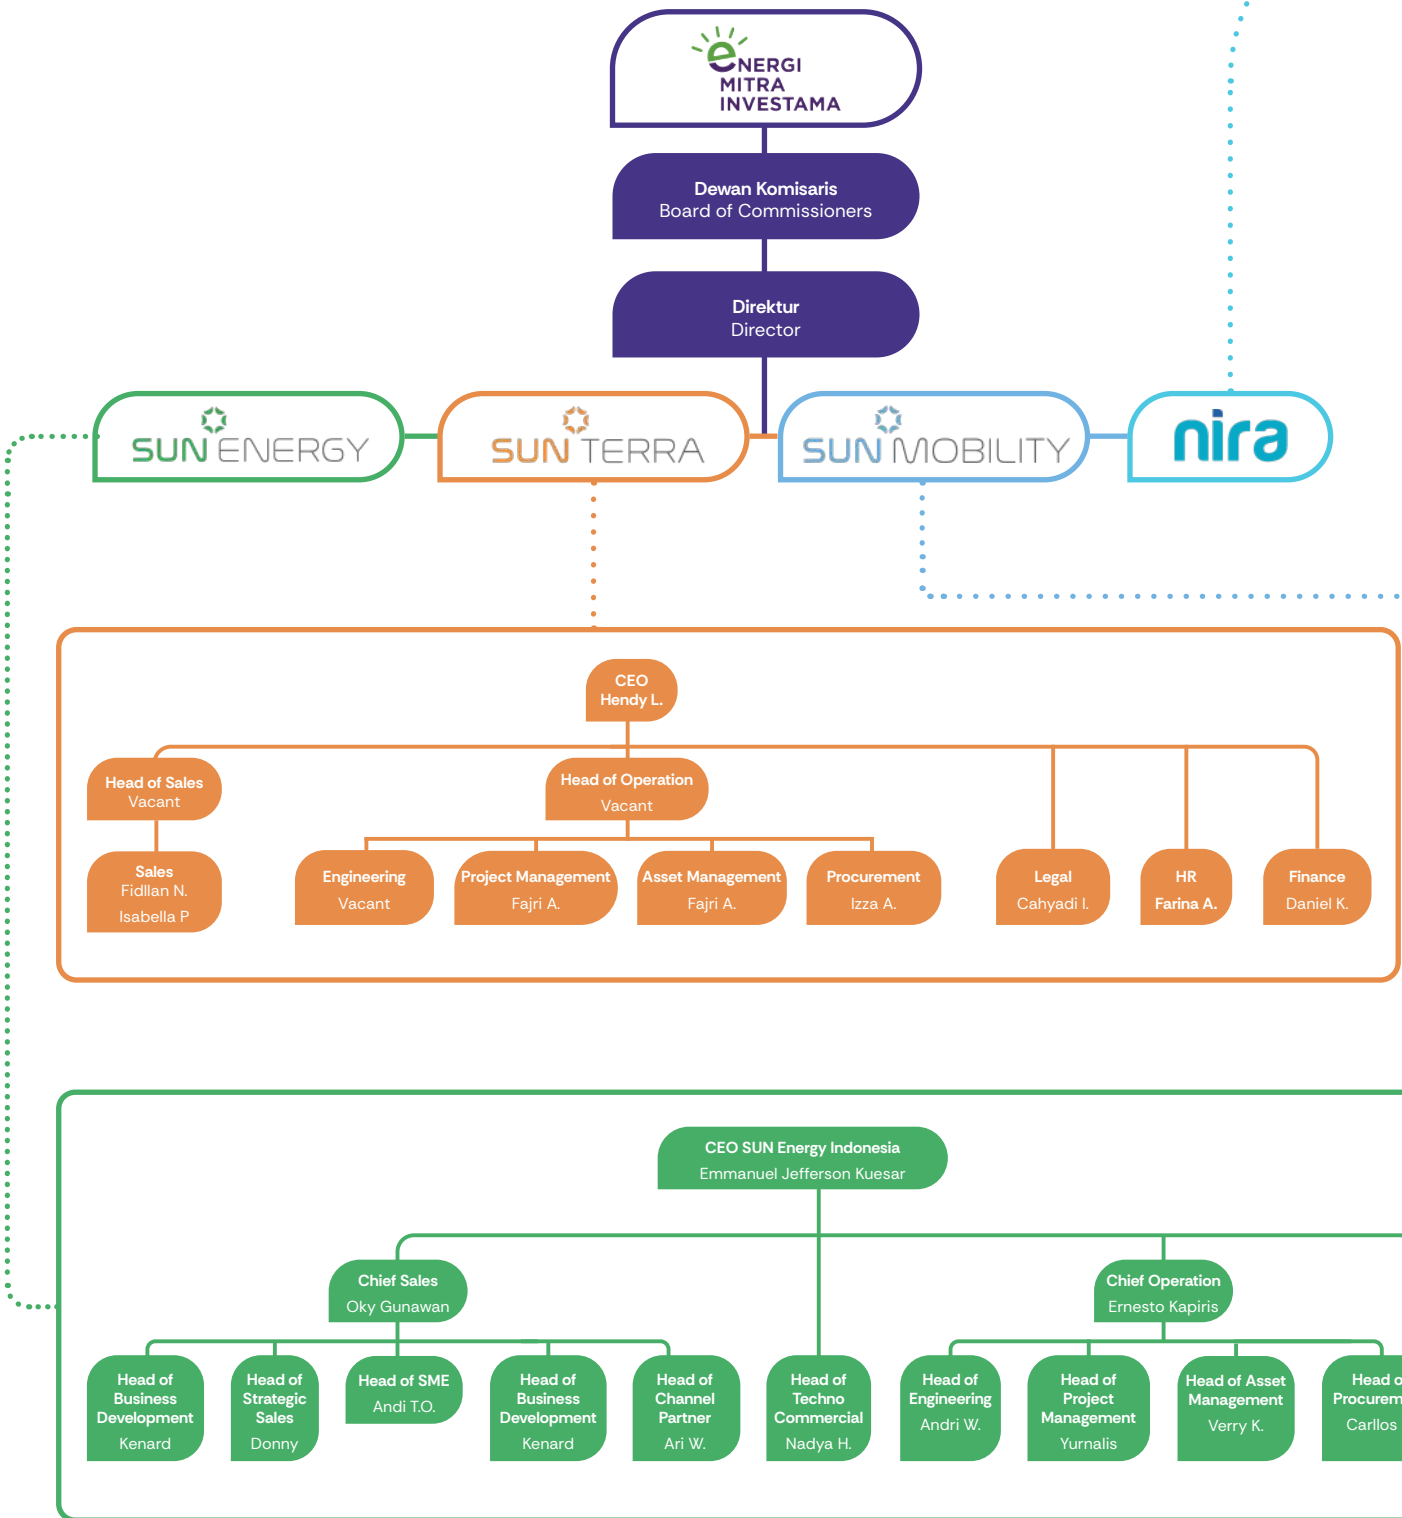 eNERGI
MITRA
INVESTAMA
Dewan Komisaris
Board of Commissioners
Direktur
Director
SUN ENERGY
SUN TERRA
SUN MOBILITY
nira
CEO
Hendy L.
Head of Sales
Vacant
Head of Operation
Vacant
Sales
Fidllan N.
Isabella P
Engineering
Vacant
Project Management
Fajri A.
Asset Management
Fajri A.
Procurement
Izza A.
Legal
Cahyadi I.
HR
Farina A.
Finance
Daniel K.
CEO SUN Energy Indonesia
Emmanuel Jefferson Kuesar
Chief Sales
Oky Gunawan
Chief Operation
Ernesto Kapiris
Head of
Business
Development
Kenard
Head of
Strategic
Sales
Donny
Head of SME
Andi T.O.
Head of
Business
Development
Kenard
Head of
Channel
Partner
Ari W.
Head of
Techno
Commercial
Nadya H.
Head of
Engineering
Andri W.
Head of
Project
Management
Yurnalis
Head of Asset
Management
Verry K.
Head o
Procurem
Carllos